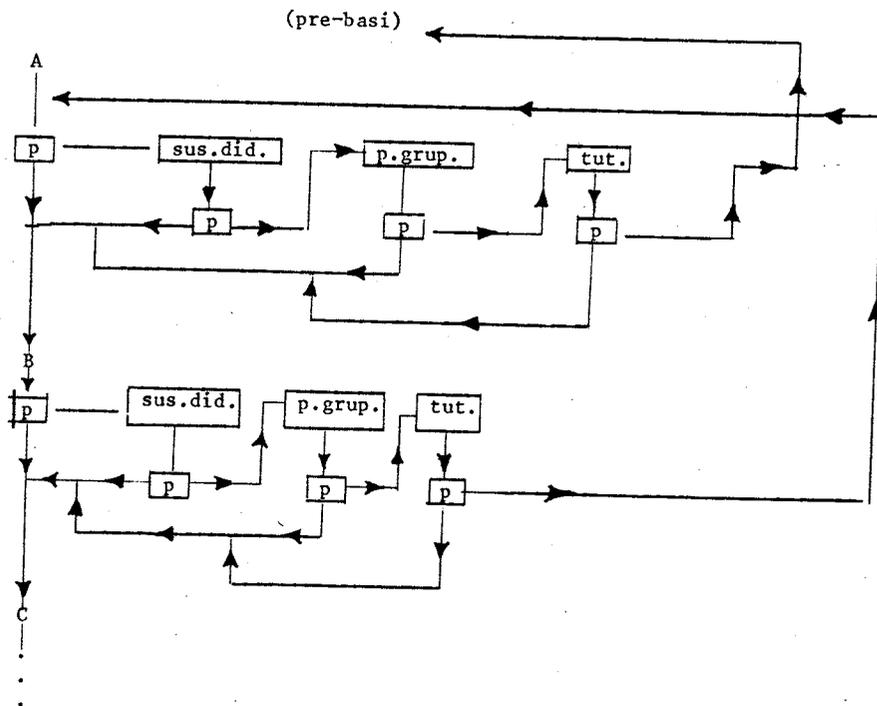 (pre-basi)
A
p sus.did. p.grup. tut.
p p p
B
p sus.did. p.grup. tut.
p p p
C
.
.
.